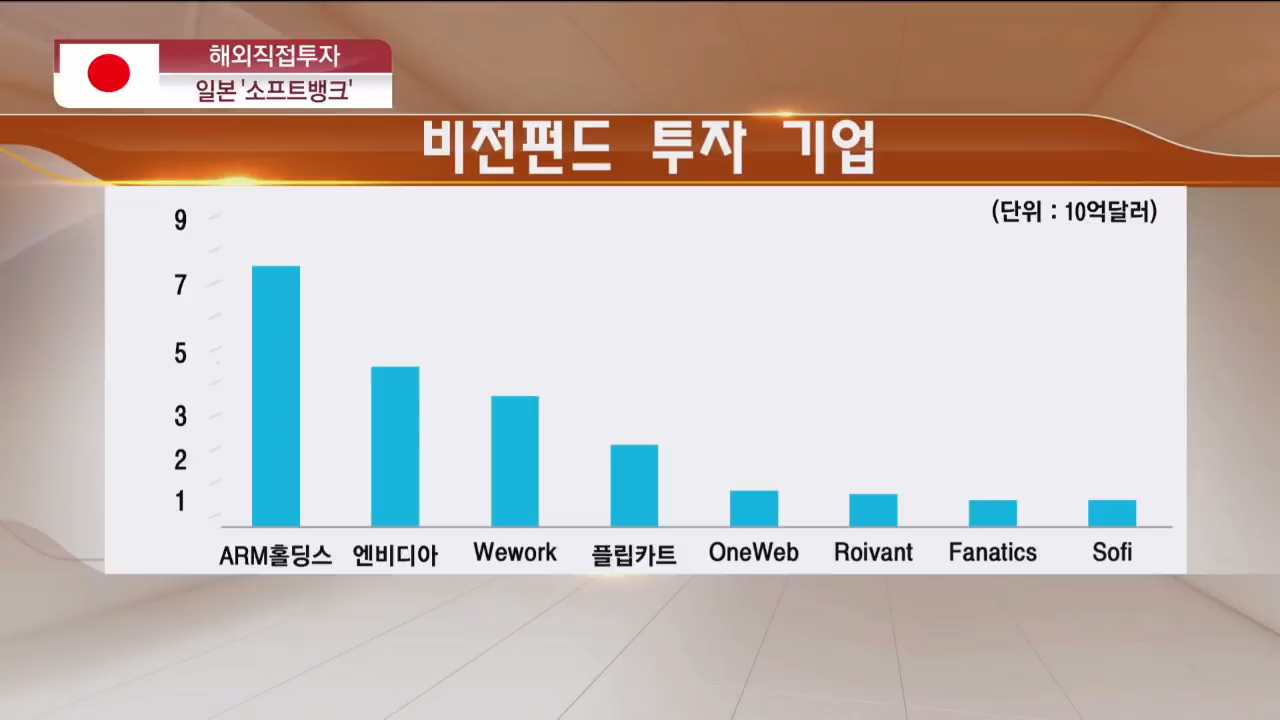 해외직접투자
일본 '소프트뱅크'
비전펀드 투자 기업
(단위 : 10억달러)
9
7
5
3
2
1
ARM홀딩스 엔비디아 Wework 플립카트 OneWeb Roivant Fanatics Sofi